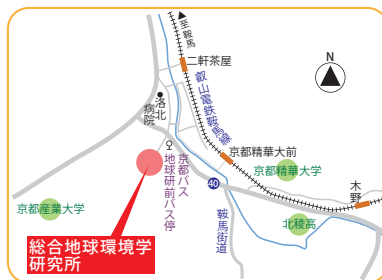 至鞍馬
二軒茶屋
N
叡山電鉄鞍馬線
洛北
病院
京都バス
地球研前バス停
京都精華大前
京都精華大学
40
木野
鞍馬街道
北稜高
京都産業大学
総合地球環境学
研究所